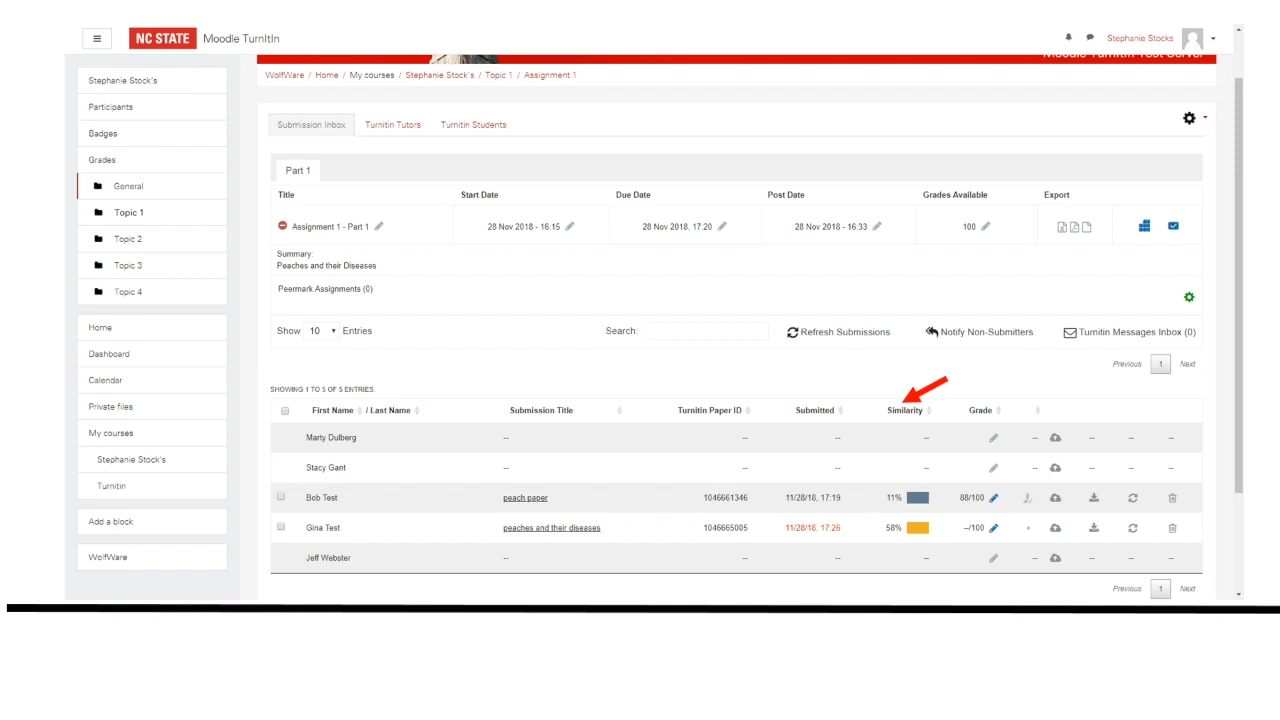 NC STATE Moodle TurnItIn
Stephanie Stocks
WolfWare / Home / My courses / Stephanie Stock's / Topic 1 / Assignment 1
Stephanie Stock's
Participants
Badges
Grades
General
Topic 1
Topic 2
Topic 3
Topic 4
Home
Dashboard
Calendar
Private files
My courses
Stephanie Stock's
Turnitin
Add a block
WolfWare
Submission Inbox Turnitin Tutors Turnitin Students
Part 1
Title Start Date Due Date Post Date Grades Available Export
Assignment 1 - Part 1 28 Nov 2018 - 16:15 28 Nov 2018, 17:20 28 Nov 2018 - 16:33 100
Summary:
Peaches and their Diseases
Peermark Assignments (0)
Show 10 Entries Search: Refresh Submissions Notify Non-Submitters Turnitin Messages Inbox (0)
Previous 1 Next
SHOWING 1 TO 5 OF 5 ENTRIES.
First Name / Last Name Submission Title Turnitin Paper ID Submitted Similarity Grade
Marty Dulberg -- -- -- -- -- -- -- --
Stacy Gant -- -- -- -- -- -- -- --
Bob Test peach paper 1046661346 11/28/18, 17:19 11% 88/100
Gina Test peaches and their diseases 1046665005 11/28/18, 17:26 58% --/100
Jeff Webster -- -- -- -- -- -- -- --
Previous 1 Next